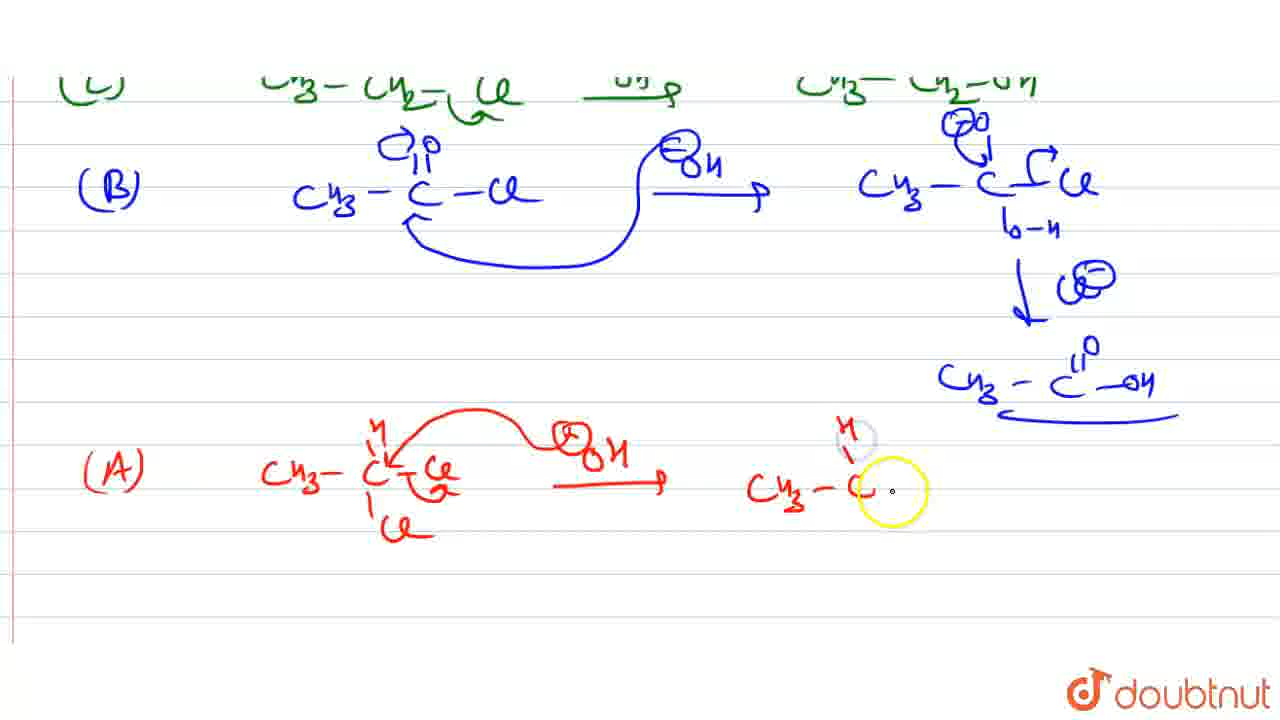 (C) CH3 – CH2 – Cl OH → CH3 – CH2 – OH
(B) CH3 – C(=O) – Cl ⊖OH → CH3 – C(–O⊖)(–O–H) – Cl
↓ Cl⊖
CH3 – C(=O) – OH
(A) CH3 – C(–H)(–Cl) – Cl ⊕OH → CH3 – C(–H)
doubtnut